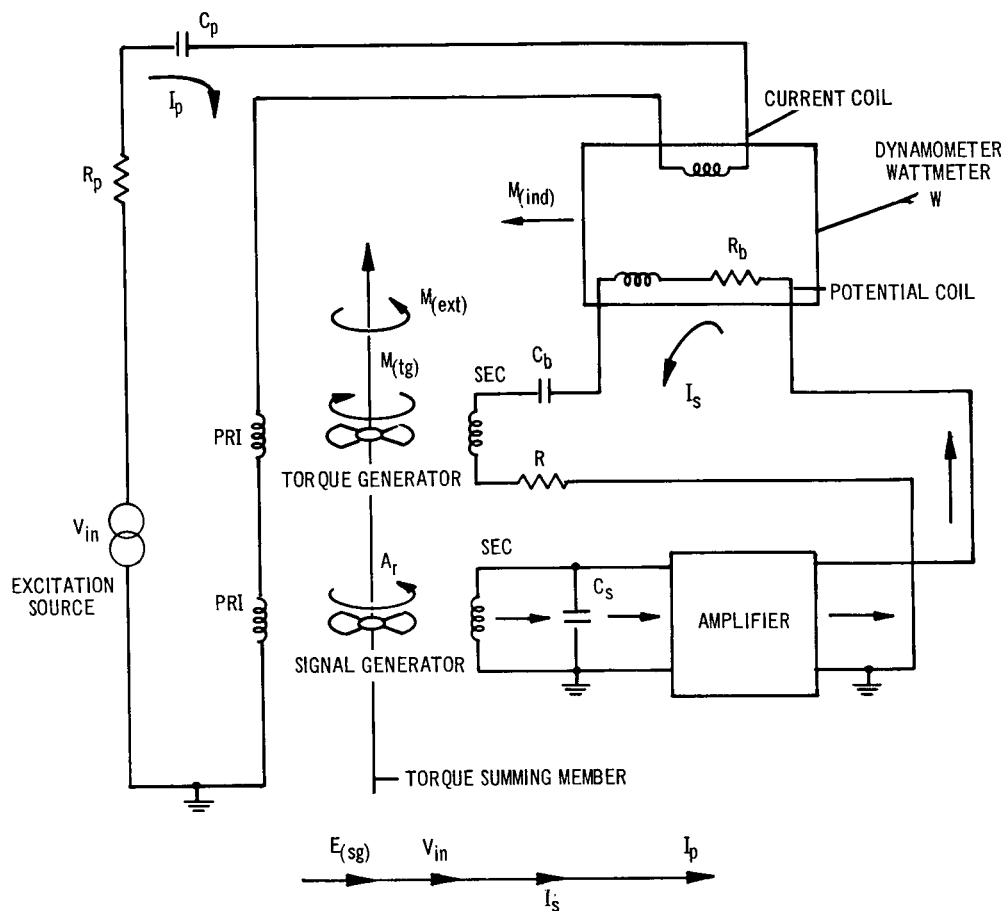 C_p
I_p
CURRENT COIL
DYNAMOMETER
WATTMETER
W
R_p
M_(ind)
R_b
POTENTIAL COIL
M_(ext)
M_(tg)
SEC
C_b
I_s
PRI
R
TORQUE GENERATOR
V_in
EXCITATION
SOURCE
SEC
A_r
C_s
PRI
AMPLIFIER
SIGNAL GENERATOR
TORQUE SUMMING MEMBER
E_(sg)
V_in
I_p
I_s